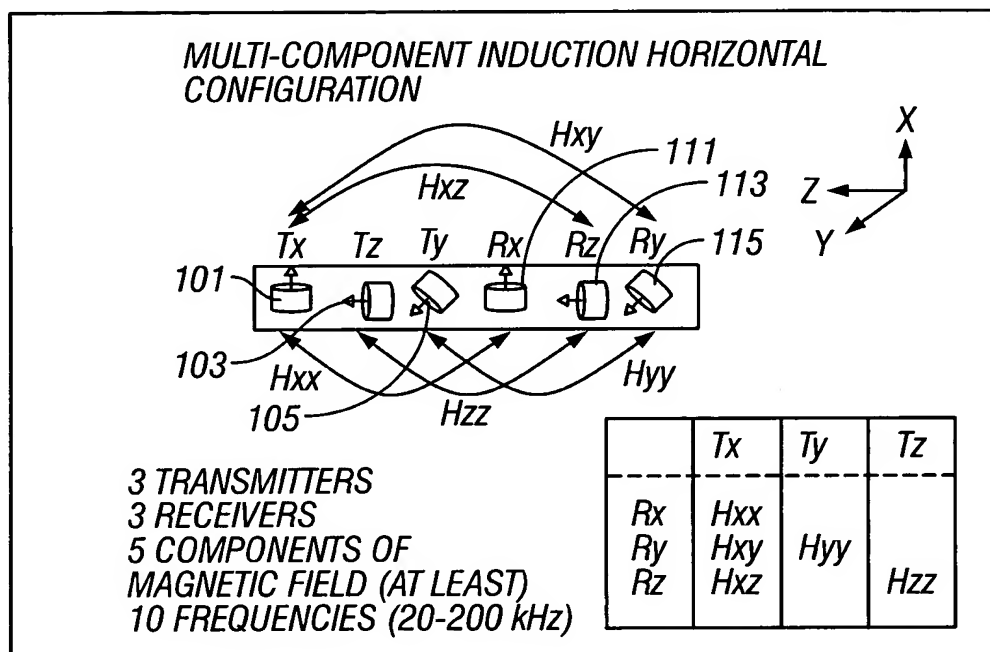 MULTI-COMPONENT INDUCTION HORIZONTAL
CONFIGURATION
Hxy
111
X
Hxz
113
Z
Y
Tx Tz Ty Rx Rz Ry
115
101
103
Hxx
105
Hzz
Hyy
3 TRANSMITTERS
3 RECEIVERS
5 COMPONENTS OF
MAGNETIC FIELD (AT LEAST)
10 FREQUENCIES (20-200 kHz)
Tx Ty Tz
Rx Hxx
Ry Hxy Hyy
Rz Hxz Hzz